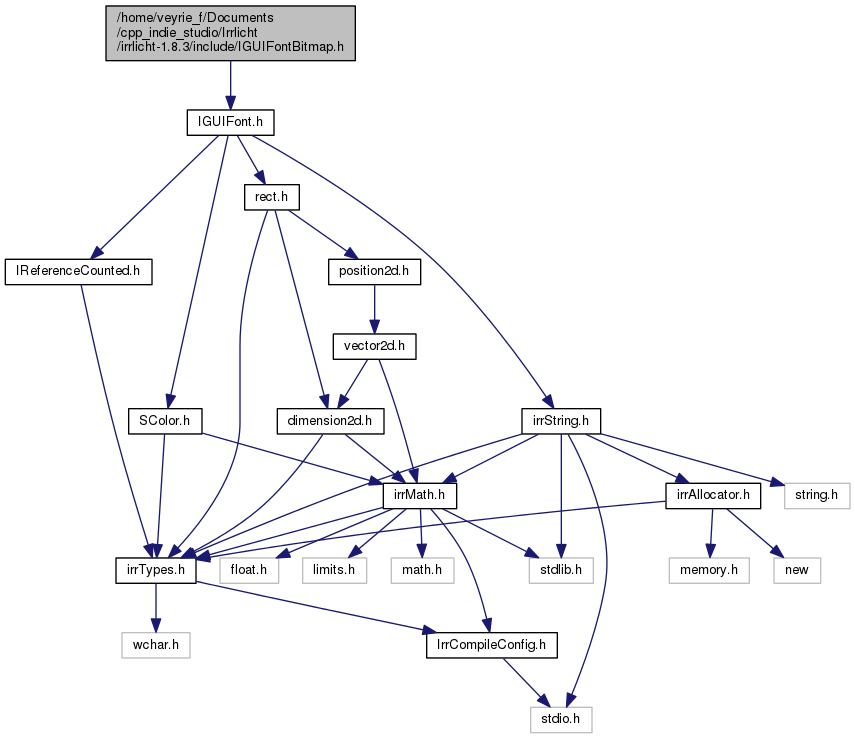 /home/veyrie_f/Documents
/cpp_indie_studio/Irrlicht
/irrlicht-1.8.3/include/IGUIFontBitmap.h
IGUIFont.h
rect.h
IReferenceCounted.h
position2d.h
vector2d.h
SColor.h
dimension2d.h
irrString.h
irrMath.h
irrAllocator.h
string.h
irrTypes.h
float.h
limits.h
math.h
stdlib.h
memory.h
new
wchar.h
IrrCompileConfig.h
stdio.h